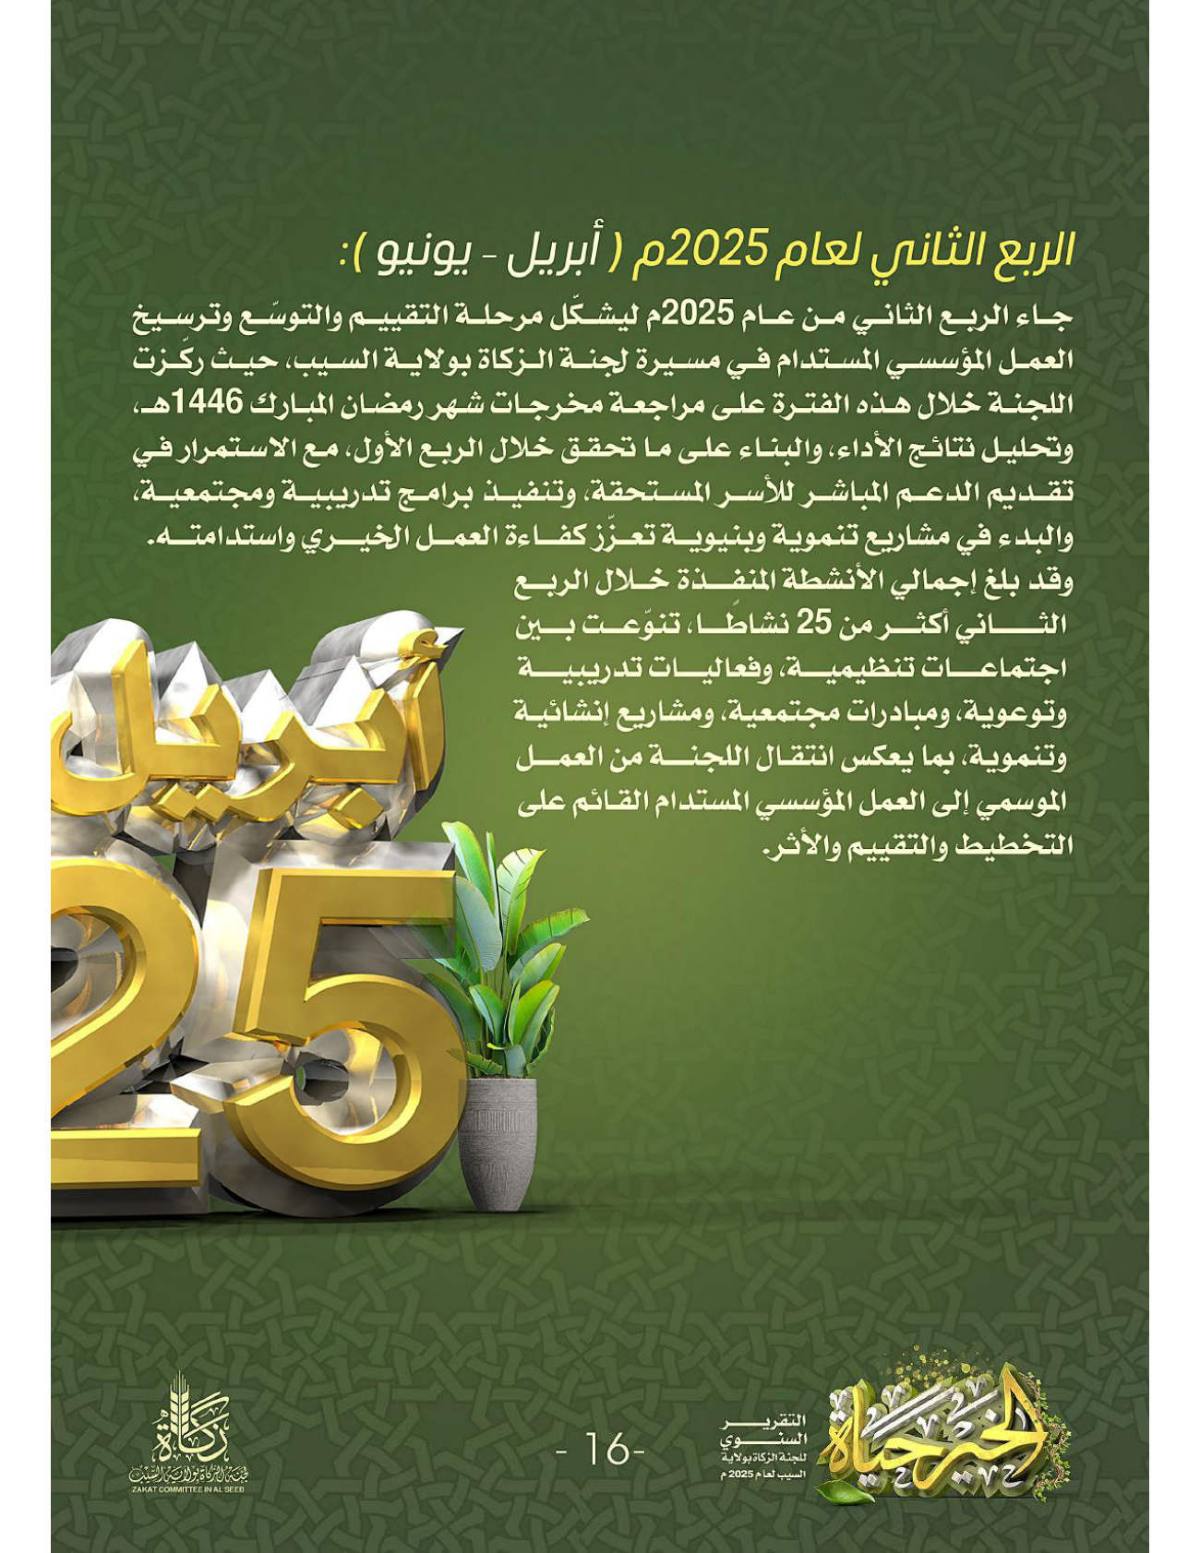 الربع الثاني لعام 2025م ( أبريل - يونيو ):
جاء الربع الثاني من عام 2025م ليشكّل مرحلة التقييم والتوسّع وترسيخ
العمل المؤسسي المستدام في مسيرة لجنة الزكاة بولاية السيب، حيث ركّزت
اللجنة خلال هذه الفترة على مراجعة مخرجات شهر رمضان المبارك 1446هـ،
وتحليل نتائج الأداء، والبناء على ما تحقق خلال الربع الأول، مع الاستمرار في
تقديم الدعم المباشر للأسر المستحقة، وتنفيذ برامج تدريبية ومجتمعية،
والبدء في مشاريع تنموية وبنيوية تعزّز كفاءة العمل الخيري واستدامته.
وقد بلغ إجمالي الأنشطة المنفذة خلال الربع
الثاني أكثر من 25 نشاطًا، تنوّعت بين
اجتماعات تنظيمية، وفعاليات تدريبية
وتوعوية، ومبادرات مجتمعية، ومشاريع إنشائية
وتنموية، بما يعكس انتقال اللجنة من العمل
الموسمي إلى العمل المؤسسي المستدام القائم على
التخطيط والتقييم والأثر.
أبريل
25
الخير حياة
التقرير
السنوي
للجنة الزكاة بولاية
السيب لعام 2025 م
- 16-
زكاة
لجنة الزكاة بولاية السيب
ZAKAT COMMITTEE IN AL SEEB